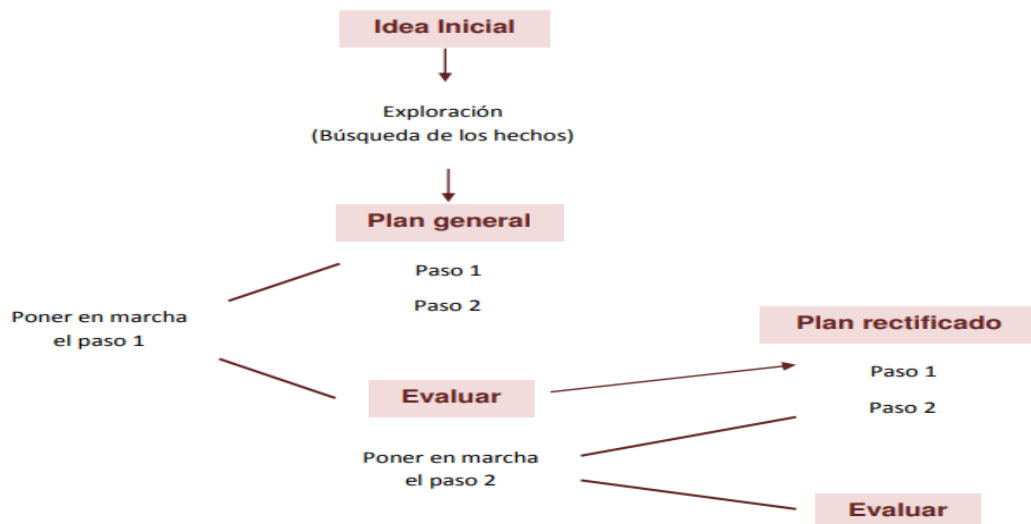 Idea Inicial
Exploración
(Búsqueda de los hechos)
Plan general
Paso 1
Paso 2
Poner en marcha
el paso 1
Plan rectificado
Paso 1
Paso 2
Evaluar
Poner en marcha
el paso 2
Evaluar